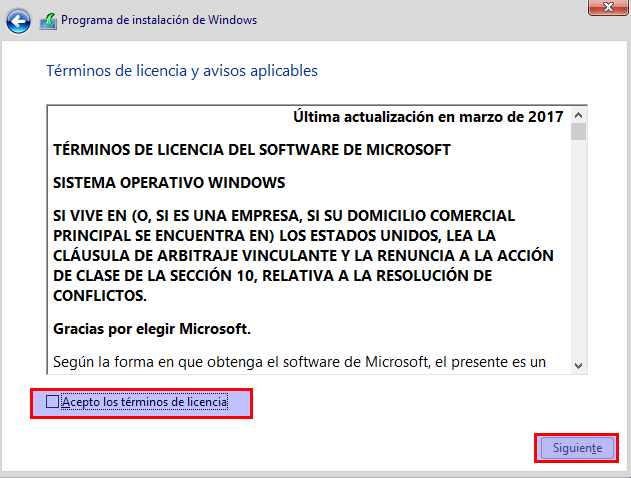 Programa de instalación de Windows
Términos de licencia y avisos aplicables
Última actualización en marzo de 2017
TÉRMINOS DE LICENCIA DEL SOFTWARE DE MICROSOFT
SISTEMA OPERATIVO WINDOWS
SI VIVE EN (O, SI ES UNA EMPRESA, SI SU DOMICILIO COMERCIAL
PRINCIPAL SE ENCUENTRA EN) LOS ESTADOS UNIDOS, LEA LA
CLÁUSULA DE ARBITRAJE VINCULANTE Y LA RENUNCIA A LA ACCIÓN
DE CLASE DE LA SECCIÓN 10, RELATIVA A LA RESOLUCIÓN DE
CONFLICTOS.
Gracias por elegir Microsoft.
Según la forma en que obtenga el software de Microsoft, el presente es un
Acepto los términos de licencia
Siguiente